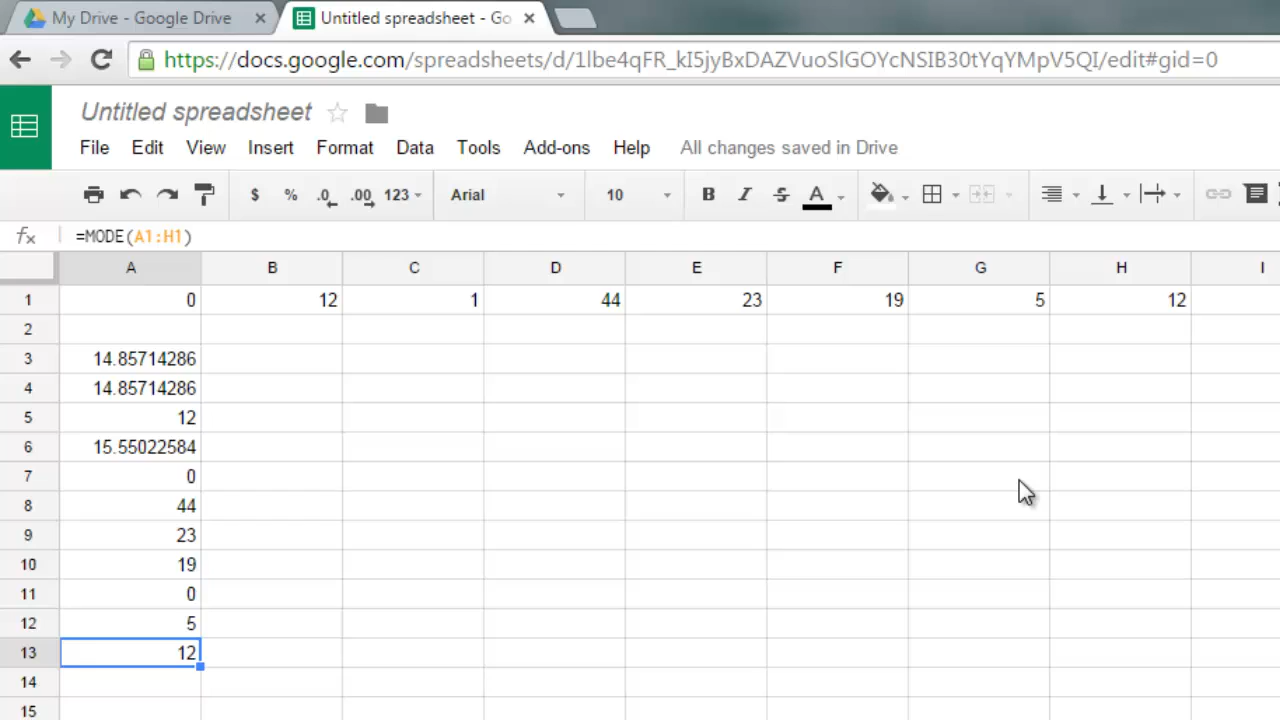 My Drive - Google Drive × Untitled spreadsheet - Go ×
https://docs.google.com/spreadsheets/d/1lbe4qFR_kI5jyBxDAZVuoSlGOYcNSIB30tYqYMpV5QI/edit#gid=0
Untitled spreadsheet
File Edit View Insert Format Data Tools Add-ons Help All changes saved in Drive
$ % .0 .00 123 Arial 10 B I S A
fx =MODE(A1:H1)
A B C D E F G H I
1 0 12 1 44 23 19 5 12
2
3 14.85714286
4 14.85714286
5 12
6 15.55022584
7 0
8 44
9 23
10 19
11 0
12 5
13 12
14
15